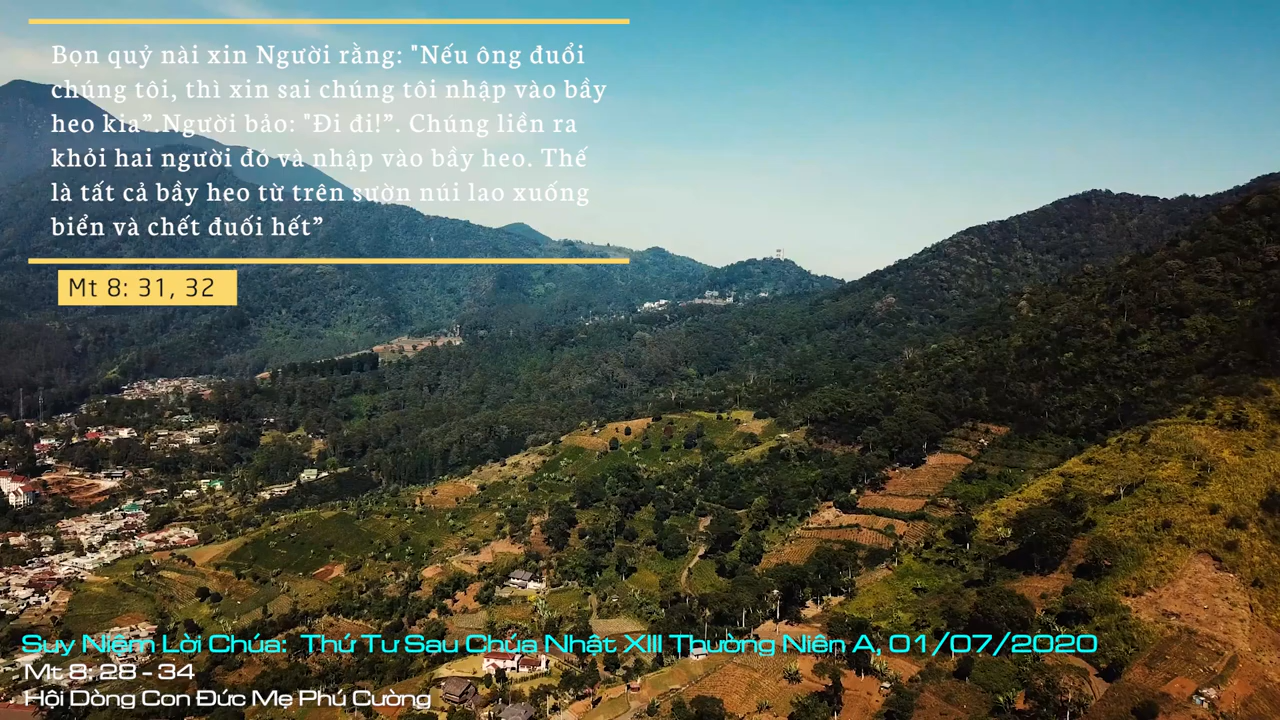 Bọn quỷ nài xin Người rằng: "Nếu ông đuổi
chúng tôi, thì xin sai chúng tôi nhập vào bầy
heo kia”.Người bảo: "Đi đi!”. Chúng liền ra
khỏi hai người đó và nhập vào bầy heo. Thế
là tất cả bầy heo từ trên sườn núi lao xuống
biển và chết đuối hết”
Mt 8: 31, 32
Suy Niệm Lời Chúa: Thứ Tư Sau Chúa Nhật XIII Thường Niên A, 01/07/2020
Mt 8: 28 - 34
Hội Dòng Con Đức Mẹ Phú Cường